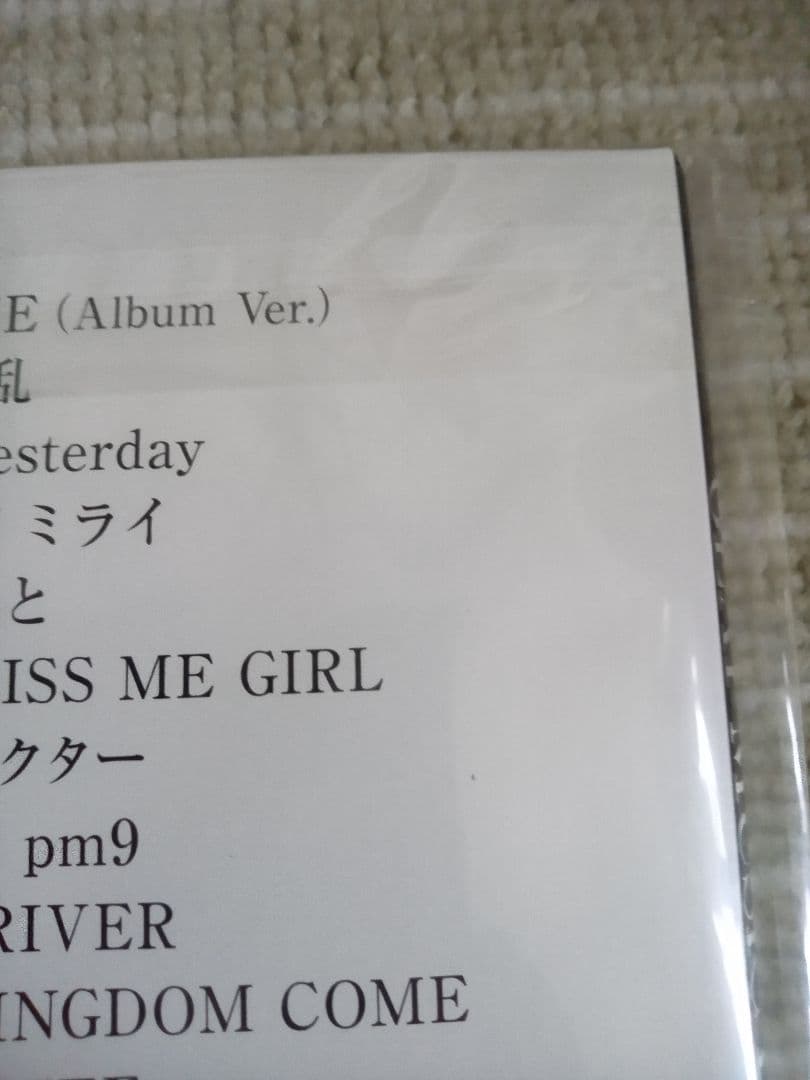 E (Album Ver.)
乱
esterday
ミライ
と
ISS ME GIRL
クター
pm9
RIVER
INGDOM COME